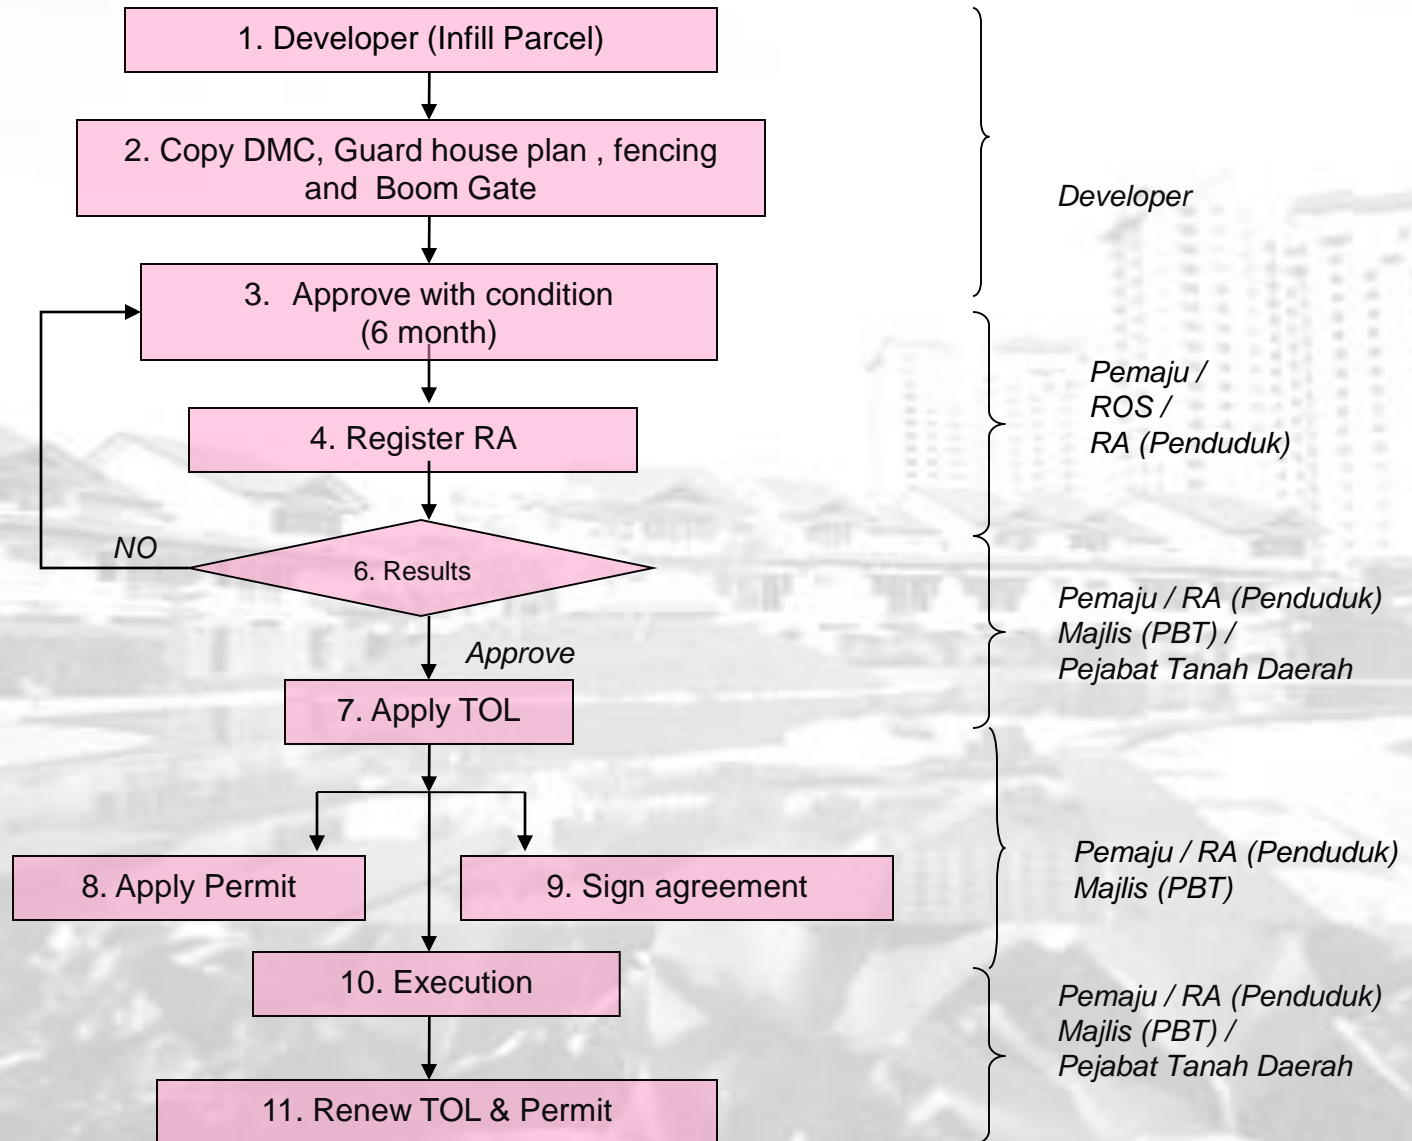 1. Developer (Infill Parcel)
2. Copy DMC, Guard house plan , fencing
and Boom Gate
Developer
3. Approve with condition
(6 month)
Pemaju /
ROS /
RA (Penduduk)
4. Register RA
NO
6. Results
Approve
Pemaju / RA (Penduduk)
Majlis (PBT) /
Pejabat Tanah Daerah
7. Apply TOL
8. Apply Permit
9. Sign agreement
Pemaju / RA (Penduduk)
Majlis (PBT)
10. Execution
Pemaju / RA (Penduduk)
Majlis (PBT) /
Pejabat Tanah Daerah
11. Renew TOL & Permit